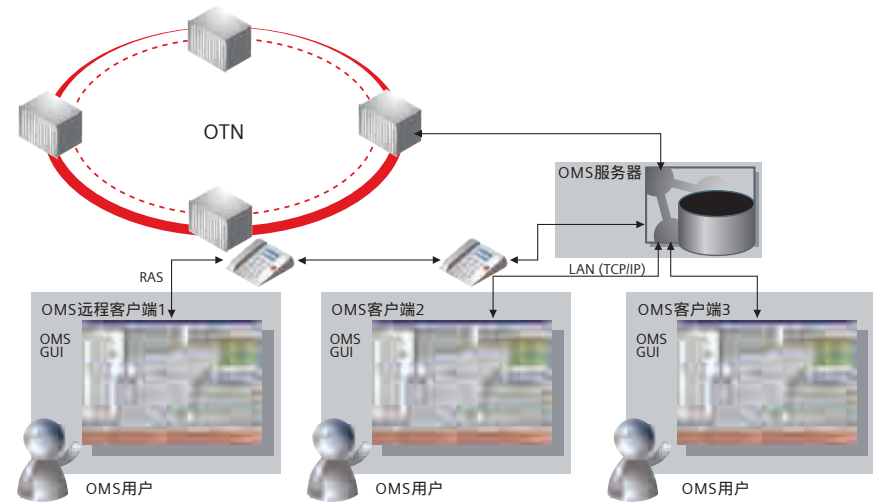 OTN
OMS服务器
RAS
LAN (TCP/IP)
OMS远程客户端1
OMS客户端2
OMS客户端3
OMS
GUI
OMS
GUI
OMS
GUI
OMS用户
OMS用户
OMS用户